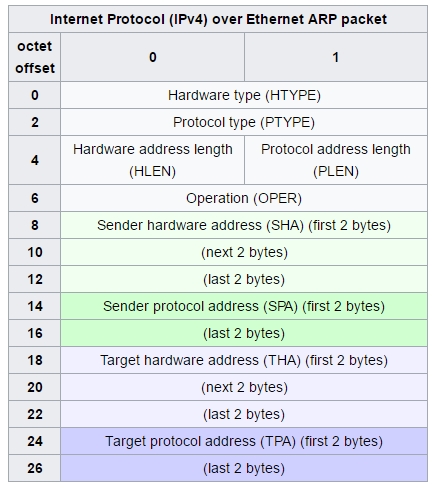 Internet Protocol (IPv4) over Ethernet ARP packet
octet offset 0 1
0 Hardware type (HTYPE)
2 Protocol type (PTYPE)
4 Hardware address length (HLEN) Protocol address length (PLEN)
6 Operation (OPER)
8 Sender hardware address (SHA) (first 2 bytes)
10 (next 2 bytes)
12 (last 2 bytes)
14 Sender protocol address (SPA) (first 2 bytes)
16 (last 2 bytes)
18 Target hardware address (THA) (first 2 bytes)
20 (next 2 bytes)
22 (last 2 bytes)
24 Target protocol address (TPA) (first 2 bytes)
26 (last 2 bytes)